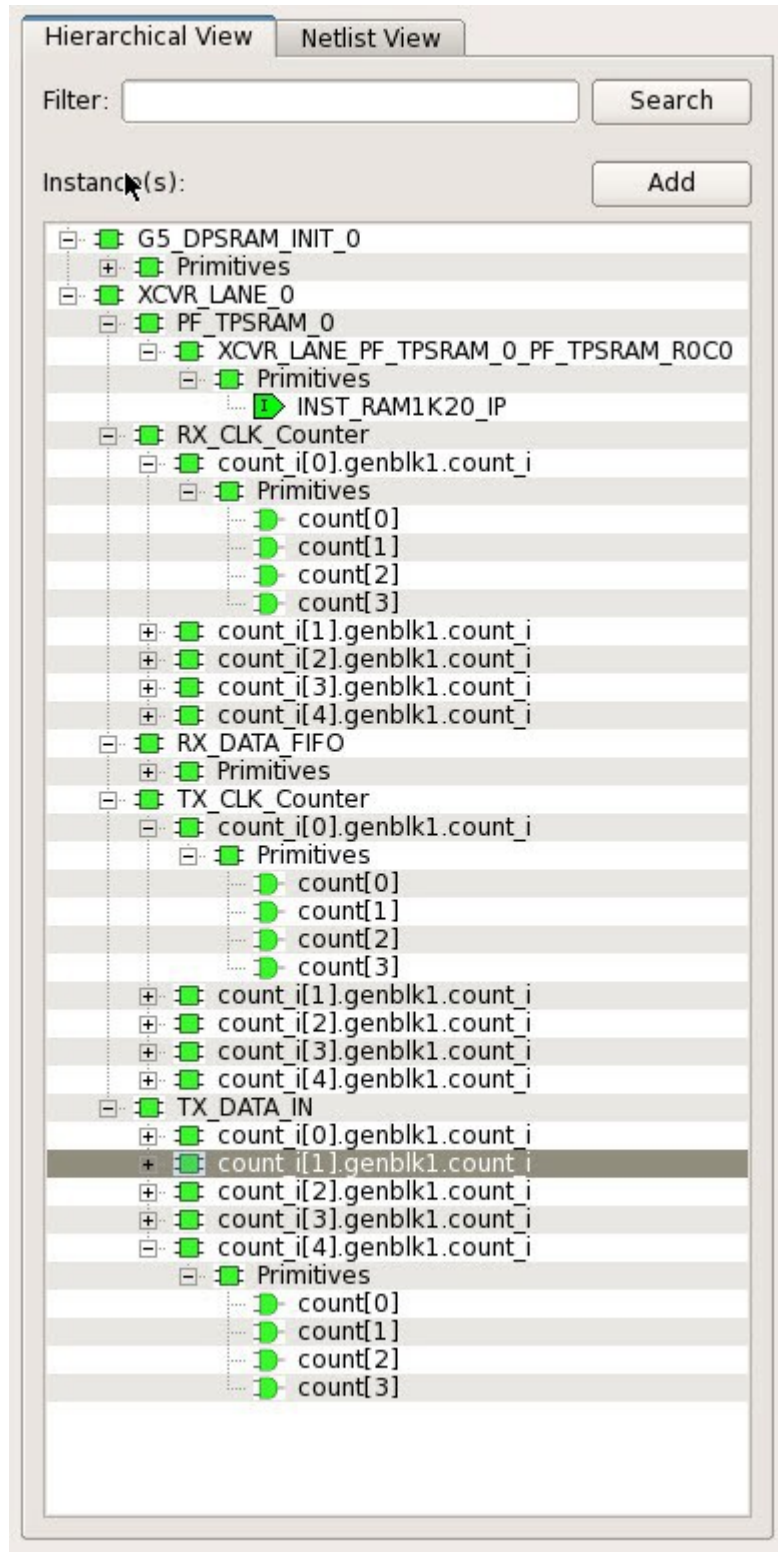 Hierarchical View Netlist View
Filter: Search
Instance(s): Add
G5_DPSRAM_INIT_0
Primitives
XCVR_LANE_0
PF_TPSRAM_0
XCVR_LANE_PF_TPSRAM_0_PF_TPSRAM_R0C0
Primitives
I INST_RAM1K20_IP
RX_CLK_Counter
count_i[0].genblk1.count_i
Primitives
count[0]
count[1]
count[2]
count[3]
count_i[1].genblk1.count_i
count_i[2].genblk1.count_i
count_i[3].genblk1.count_i
count_i[4].genblk1.count_i
RX_DATA_FIFO
Primitives
TX_CLK_Counter
count_i[0].genblk1.count_i
Primitives
count[0]
count[1]
count[2]
count[3]
count_i[1].genblk1.count_i
count_i[2].genblk1.count_i
count_i[3].genblk1.count_i
count_i[4].genblk1.count_i
TX_DATA_IN
count_i[0].genblk1.count_i
count_i[1].genblk1.count_i
count_i[2].genblk1.count_i
count_i[3].genblk1.count_i
count_i[4].genblk1.count_i
Primitives
count[0]
count[1]
count[2]
count[3]